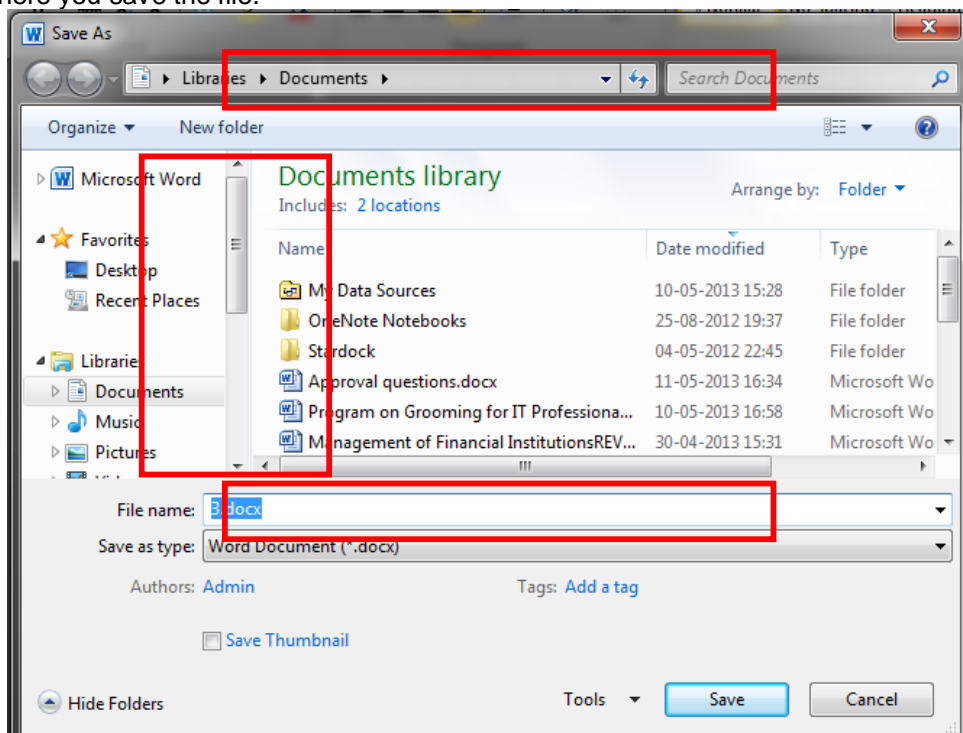 here you save the file.
Save As
Libraries Documents
Search Documents
Organize New folder
Microsoft Word
Favorites
Desktop
Recent Places
Libraries
Documents
Music
Pictures
Documents library
Includes: 2 locations
Arrange by: Folder
Name Date modified Type
My Data Sources 10-05-2013 15:28 File folder
OneNote Notebooks 25-08-2012 19:37 File folder
Stardock 04-05-2012 22:45 File folder
Approval questions.docx 11-05-2013 16:34 Microsoft Wo
Program on Grooming for IT Professiona... 10-05-2013 16:58 Microsoft Wo
Management of Financial InstitutionsREV... 30-04-2013 15:31 Microsoft Wo
File name: 3.docx
Save as type: Word Document (*.docx)
Authors: Admin Tags: Add a tag
Save Thumbnail
Hide Folders Tools Save Cancel